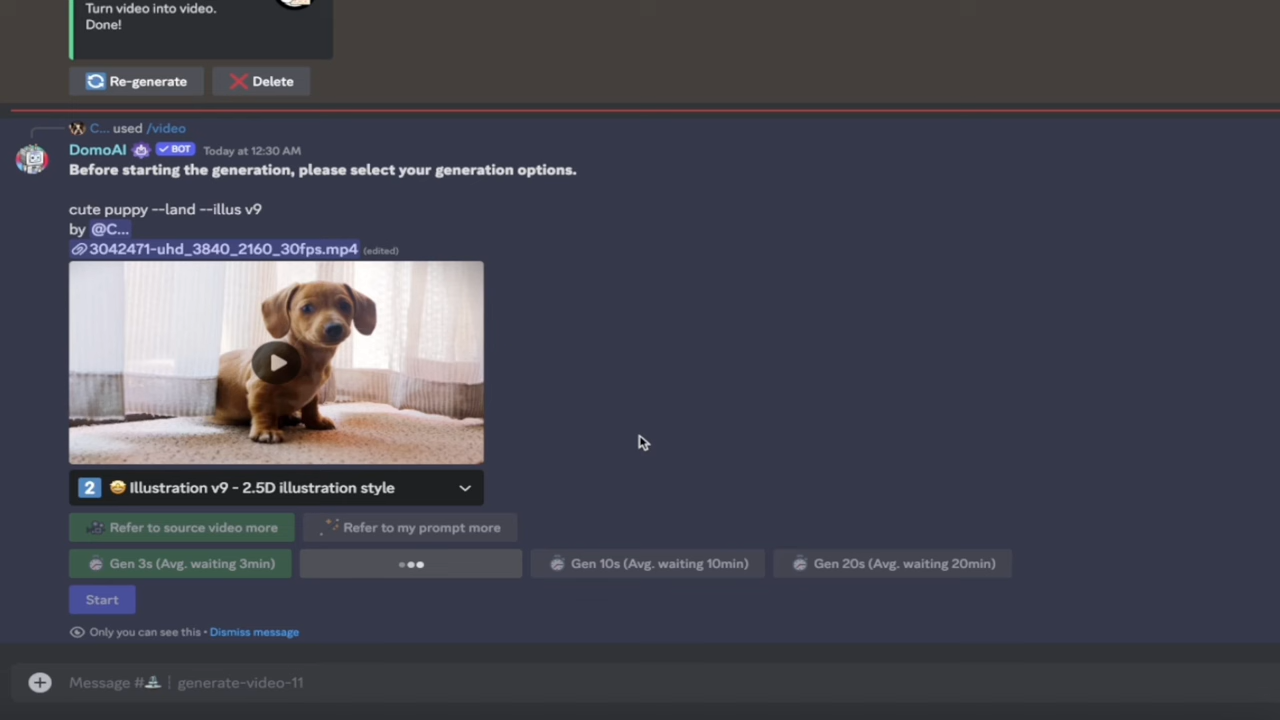 Turn video into video.
Done!
Re-generate
Delete
C... used /video
DomoAI BOT Today at 12:30 AM
Before starting the generation, please select your generation options.
cute puppy --land --illus v9
by @C...
3042471-uhd_3840_2160_30fps.mp4 (edited)
2 Illustration v9 - 2.5D illustration style
Refer to source video more
Refer to my prompt more
Gen 3s (Avg. waiting 3min)
Gen 10s (Avg. waiting 10min)
Gen 20s (Avg. waiting 20min)
Start
Only you can see this • Dismiss message
Message # | generate-video-11